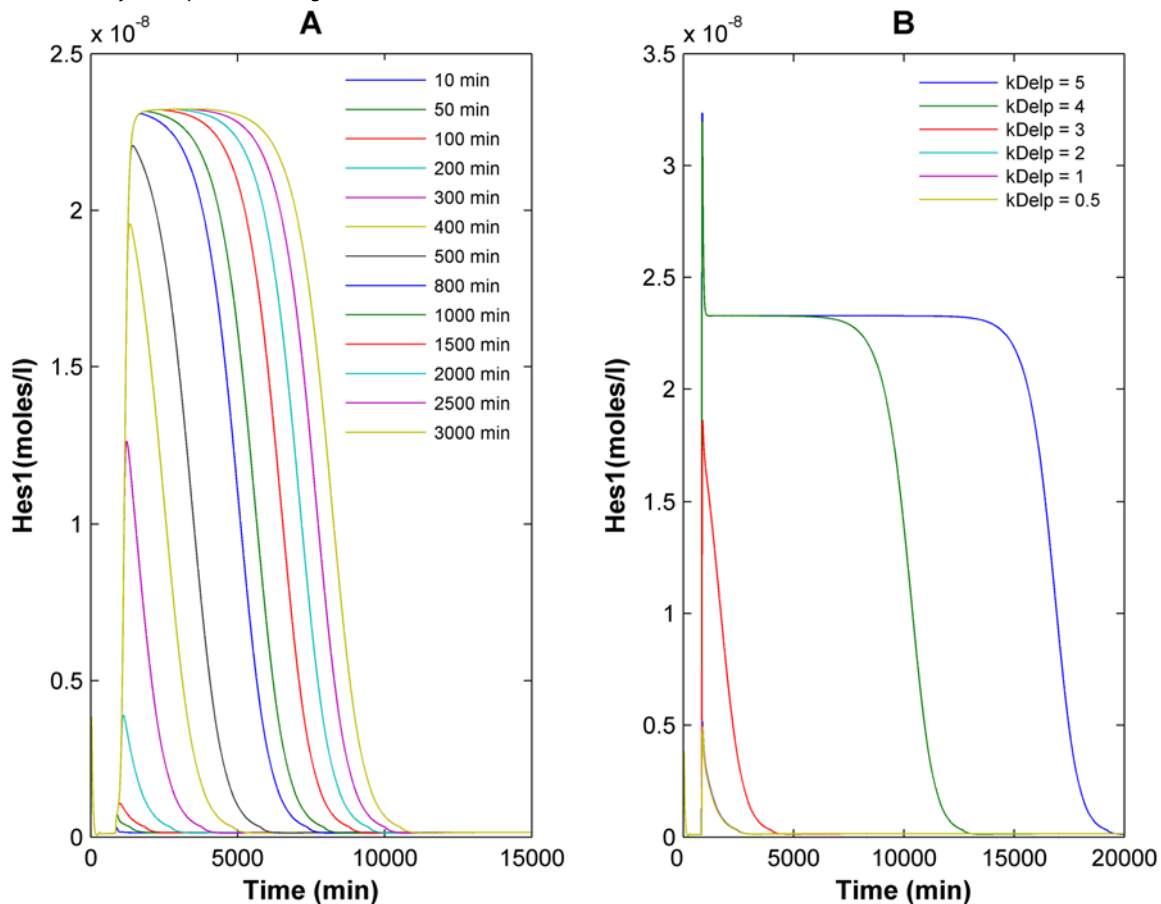 A
x 10^-8
2.5
2
1.5
1
0.5
0
0
5000
10000
15000
Hes1(moles/l)
Time (min)
10 min
50 min
100 min
200 min
300 min
400 min
500 min
800 min
1000 min
1500 min
2000 min
2500 min
3000 min
B
x 10^-8
3.5
3
2.5
2
1.5
1
0.5
0
0
5000
10000
15000
20000
Hes1(moles/l)
Time (min)
kDelp = 5
kDelp = 4
kDelp = 3
kDelp = 2
kDelp = 1
kDelp = 0.5